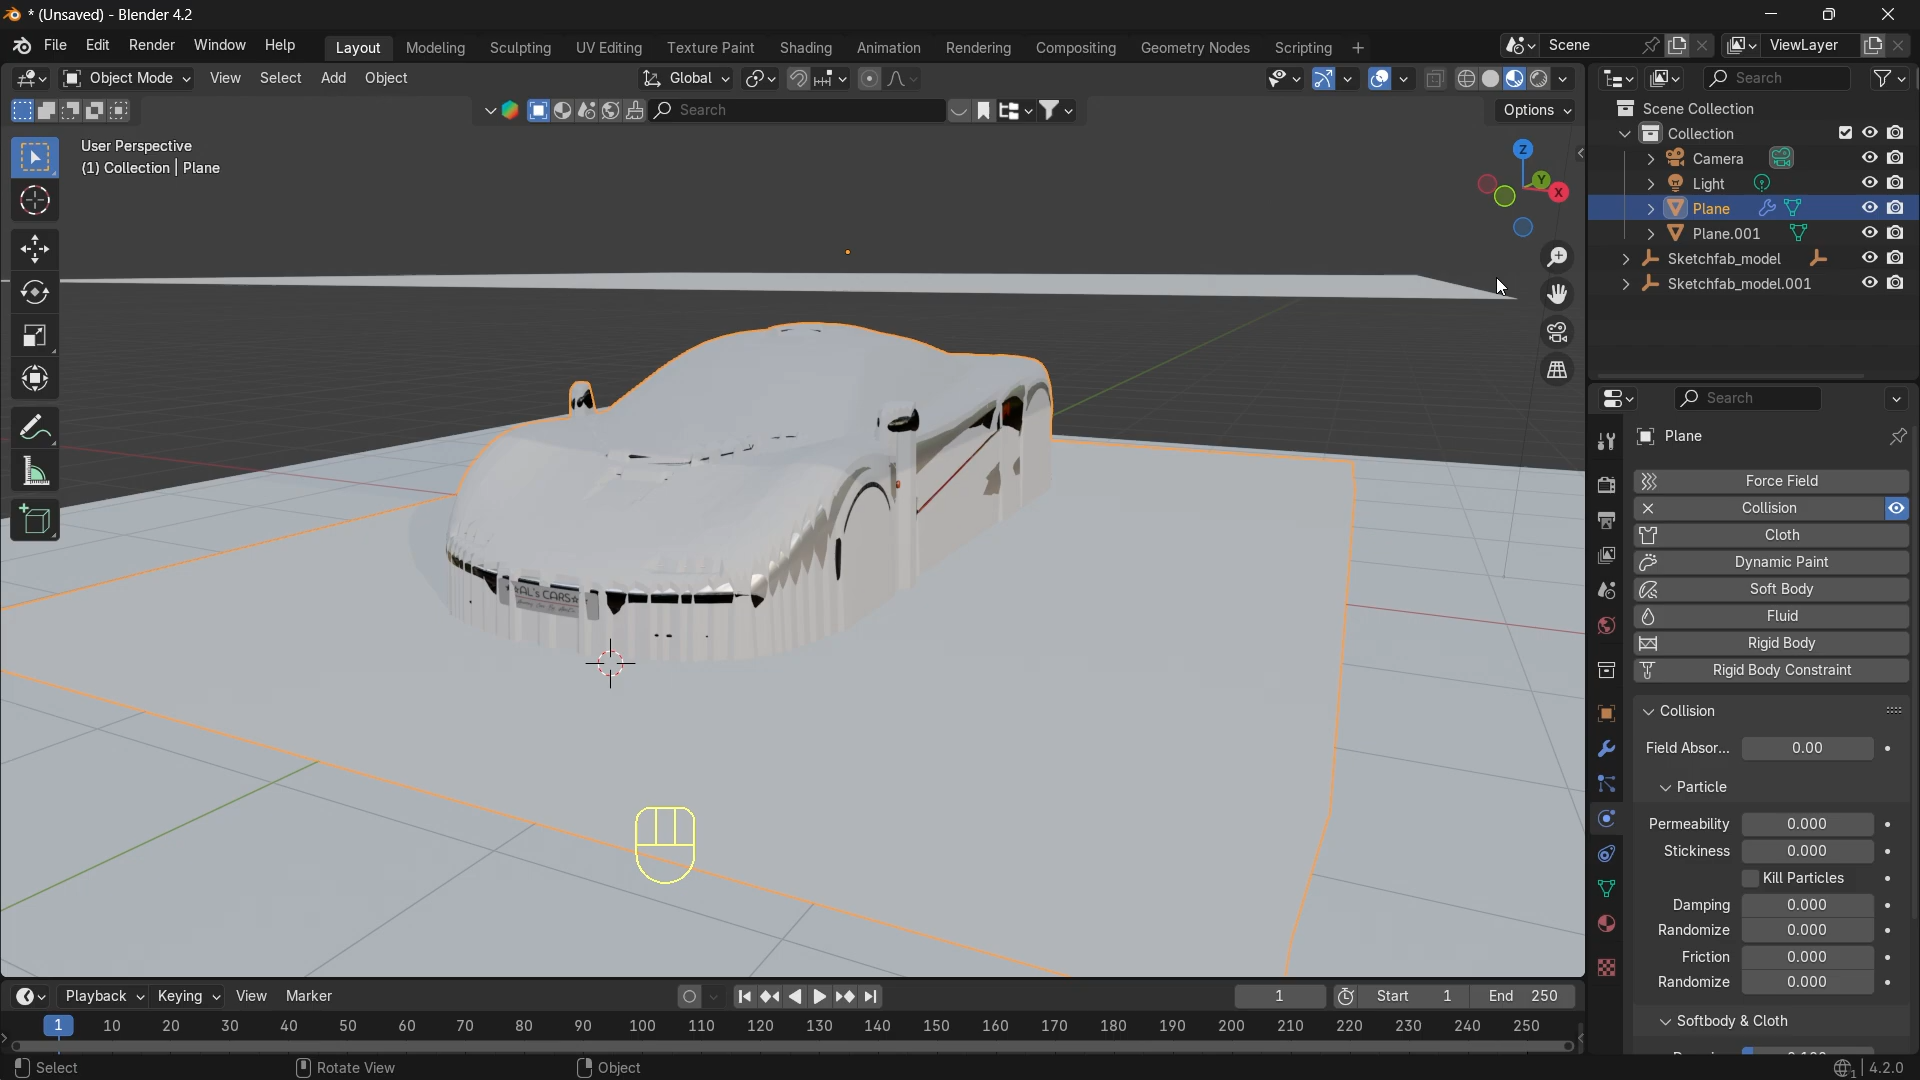 * (Unsaved) - Blender 4.2
File Edit Render Window Help Layout Modeling Sculpting UV Editing Texture Paint Shading Animation Rendering Compositing Geometry Nodes Scripting + Scene ViewLayer
Object Mode View Select Add Object Global Search
Search Options
User Perspective
(1) Collection | Plane
Z
Y
X
Scene Collection
Collection
Camera
Light
Plane
Plane.001
Sketchfab_model
Sketchfab_model.001
Search
Plane
Force Field
Collision
Cloth
Dynamic Paint
Soft Body
Fluid
Rigid Body
Rigid Body Constraint
Collision
Field Absor... 0.00
Particle
Permeability 0.000
Stickiness 0.000
Kill Particles
Damping 0.000
Randomize 0.000
Friction 0.000
Randomize 0.000
Softbody & Cloth
AL's CARS
Playback Keying View Marker 1 Start 1 End 250
1 10 20 30 40 50 60 70 80 90 100 110 120 130 140 150 160 170 180 190 200 210 220 230 240 250
Select Rotate View Object 4.2.0